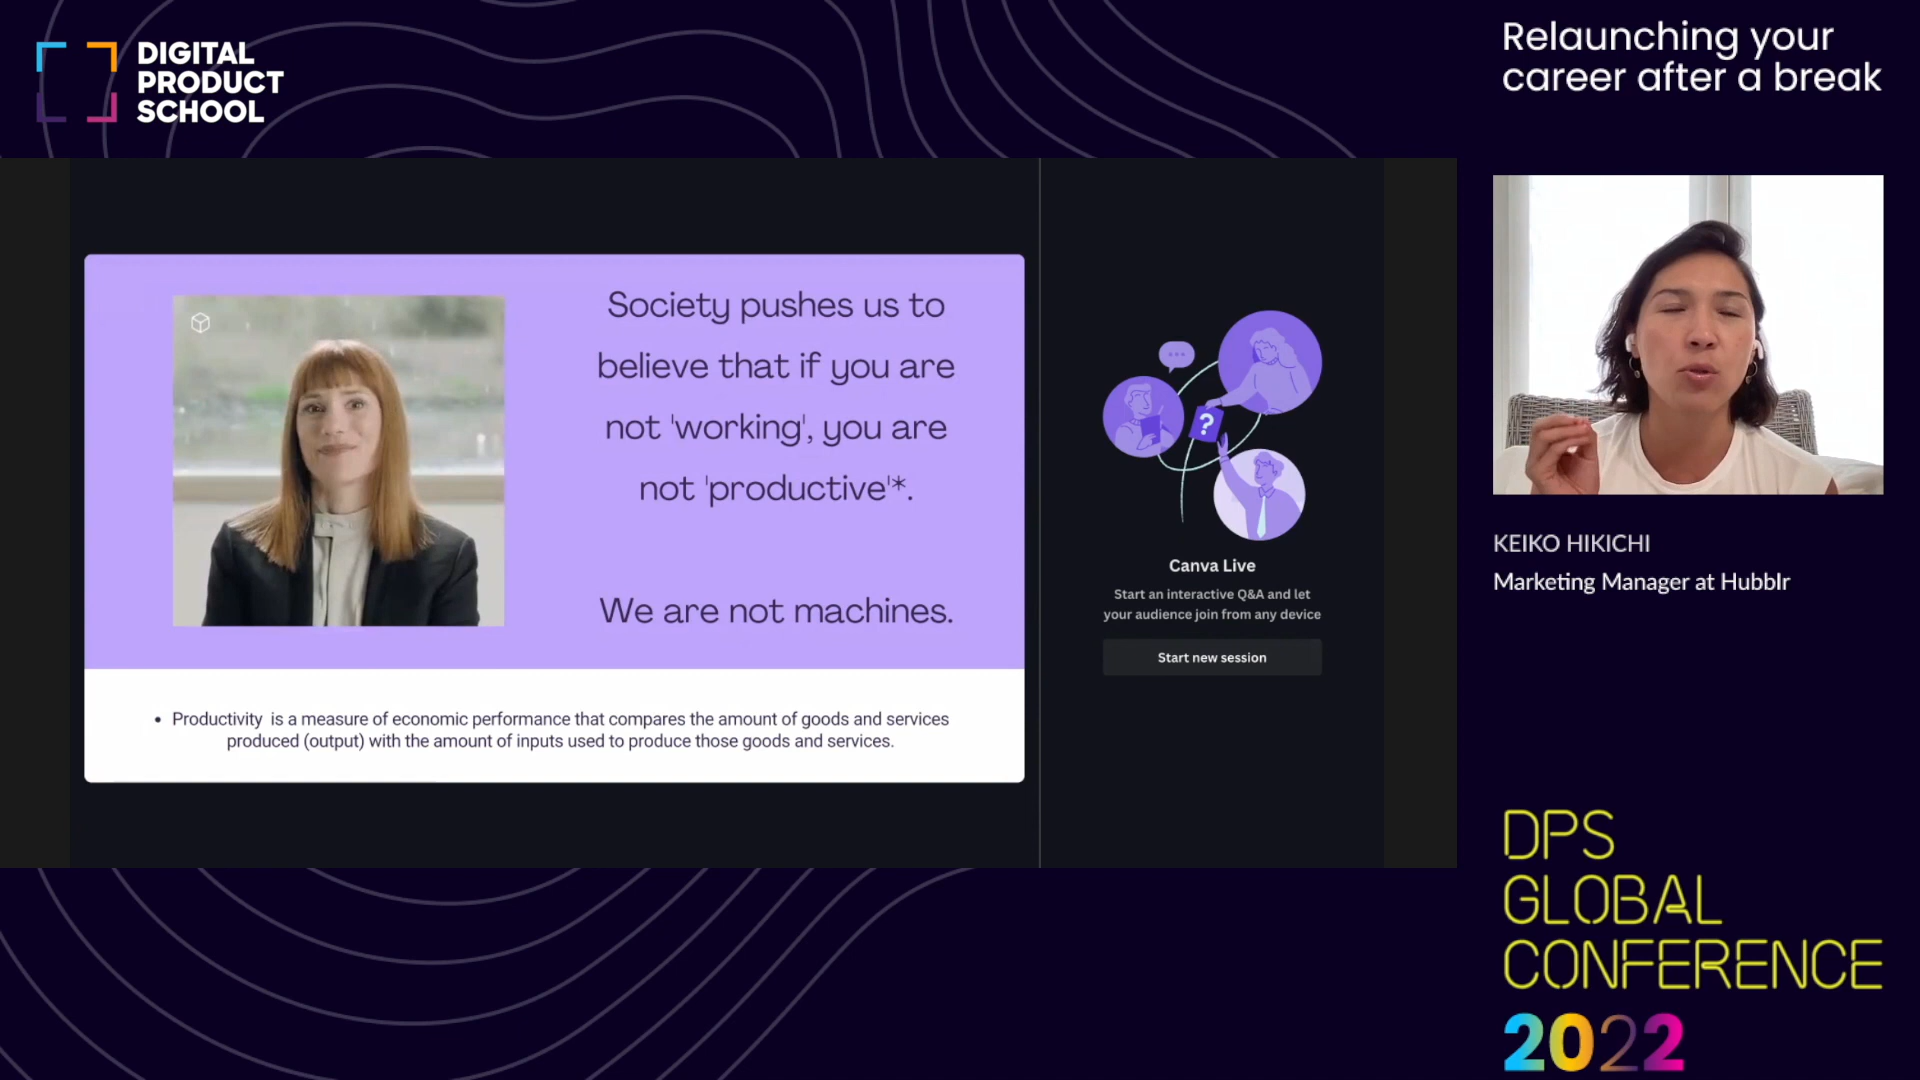 DIGITAL
PRODUCT
SCHOOL
Relaunching your
career after a break
Society pushes us to
believe that if you are
not 'working', you are
not 'productive'*.
We are not machines.
• Productivity is a measure of economic performance that compares the amount of goods and services
produced (output) with the amount of inputs used to produce those goods and services.
?
Canva Live
Start an interactive Q&A and let
your audience join from any device
Start new session
KEIKO HIKICHI
Marketing Manager at Hubblr
DPS
GLOBAL
CONFERENCE
2022